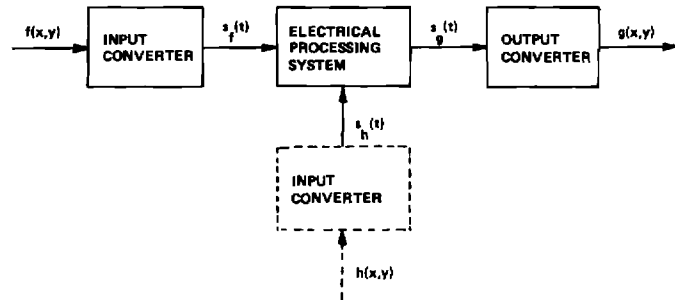 f(x,y)
INPUT
CONVERTER
s_f(t)
ELECTRICAL
PROCESSING
SYSTEM
s_g(t)
OUTPUT
CONVERTER
g(x,y)
s_h(t)
INPUT
CONVERTER
h(x,y)